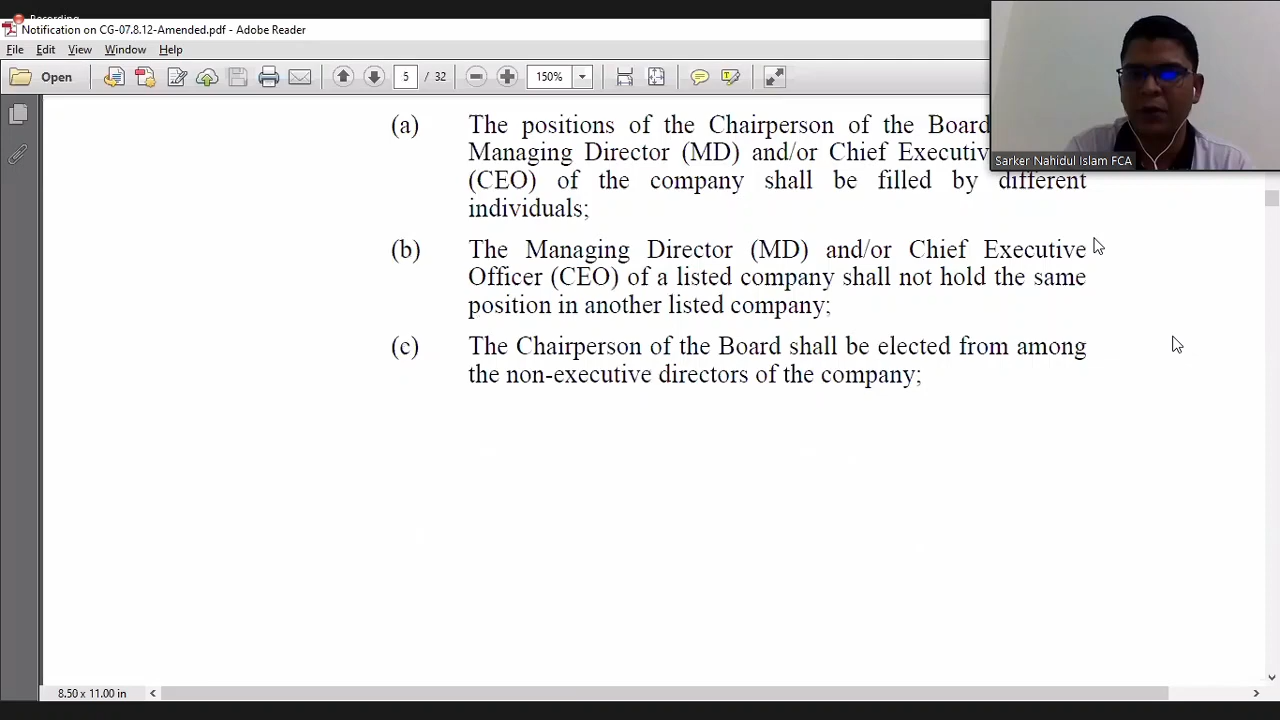 Recording
Notification on CG-07.8.12-Amended.pdf - Adobe Reader
File Edit View Window Help
Open 5 / 32 150%
Sarker Nahidul Islam FCA
(a) The positions of the Chairperson of the Board
Managing Director (MD) and/or Chief
(CEO) of the company shall be filled by different
individuals;
(b) The Managing Director (MD) and/or Chief Executive
Officer (CEO) of a listed company shall not hold the same
position in another listed company;
(c) The Chairperson of the Board shall be elected from among
the non-executive directors of the company;
8.50 x 11.00 in